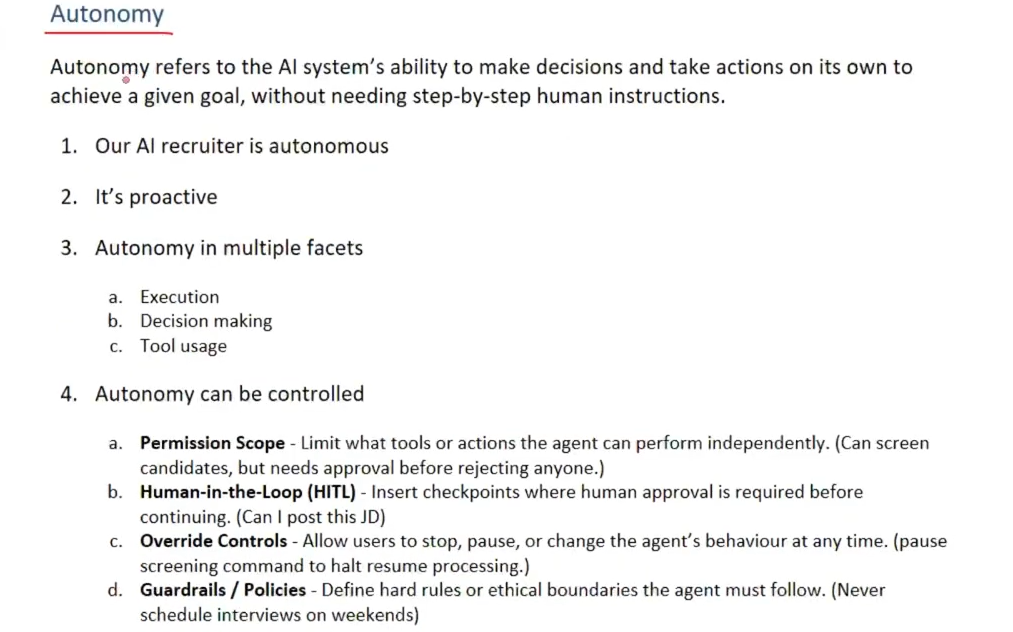 Autonomy
Autonomy refers to the AI system's ability to make decisions and take actions on its own to
achieve a given goal, without needing step-by-step human instructions.
1. Our AI recruiter is autonomous
2. It's proactive
3. Autonomy in multiple facets
a. Execution
b. Decision making
c. Tool usage
4. Autonomy can be controlled
a. Permission Scope - Limit what tools or actions the agent can perform independently. (Can screen
candidates, but needs approval before rejecting anyone.)
b. Human-in-the-Loop (HITL) - Insert checkpoints where human approval is required before
continuing. (Can I post this JD)
c. Override Controls - Allow users to stop, pause, or change the agent's behaviour at any time. (pause
screening command to halt resume processing.)
d. Guardrails / Policies - Define hard rules or ethical boundaries the agent must follow. (Never
schedule interviews on weekends)